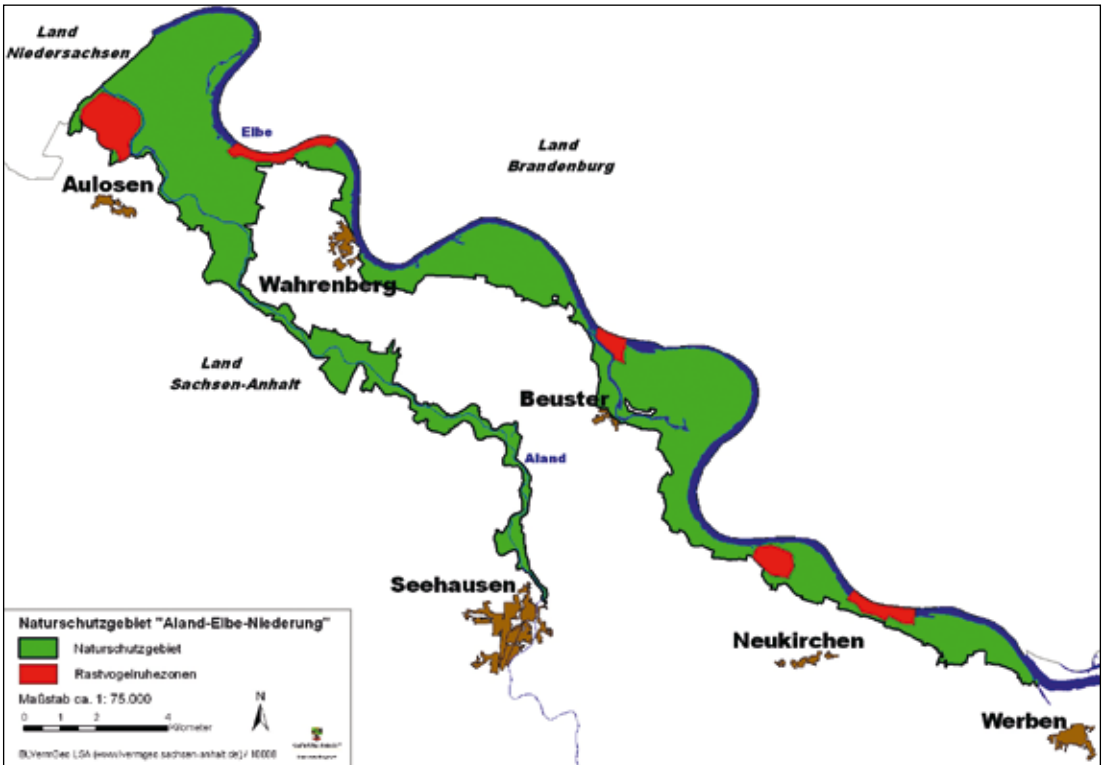 Land
Niedersachsen
Elbe
Land
Brandenburg
Aulosen
Wahrenberg
Land
Sachsen-Anhalt
Beuster
Aland
Seehausen
Neukirchen
Werben
Naturschutzgebiet "Aland-Elbe-Niederung"
Naturschutzgebiet
Rastvogelruhezonen
Maßstab ca. 1: 75.000
N
0 1 2 4
Kilometer